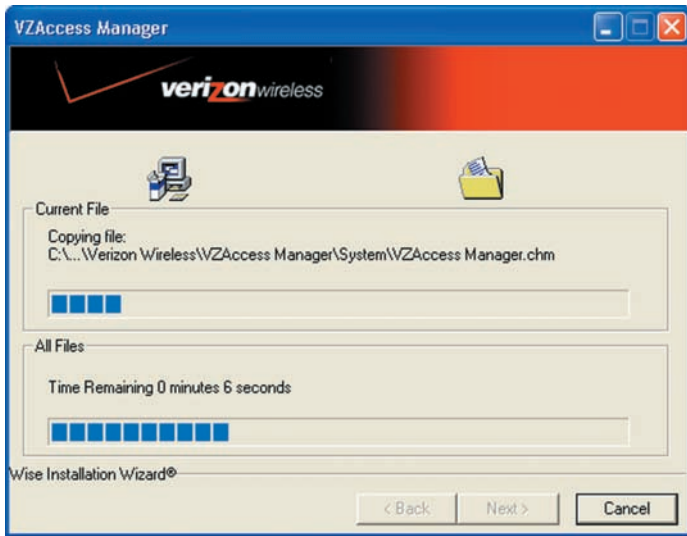 VZAccess Manager
verizonwireless
Current File
Copying file:
C:\...\Verizon Wireless\VZAccess Manager\System\VZAccess Manager.chm
All Files
Time Remaining 0 minutes 6 seconds
Wise Installation Wizard®
< Back
Next >
Cancel